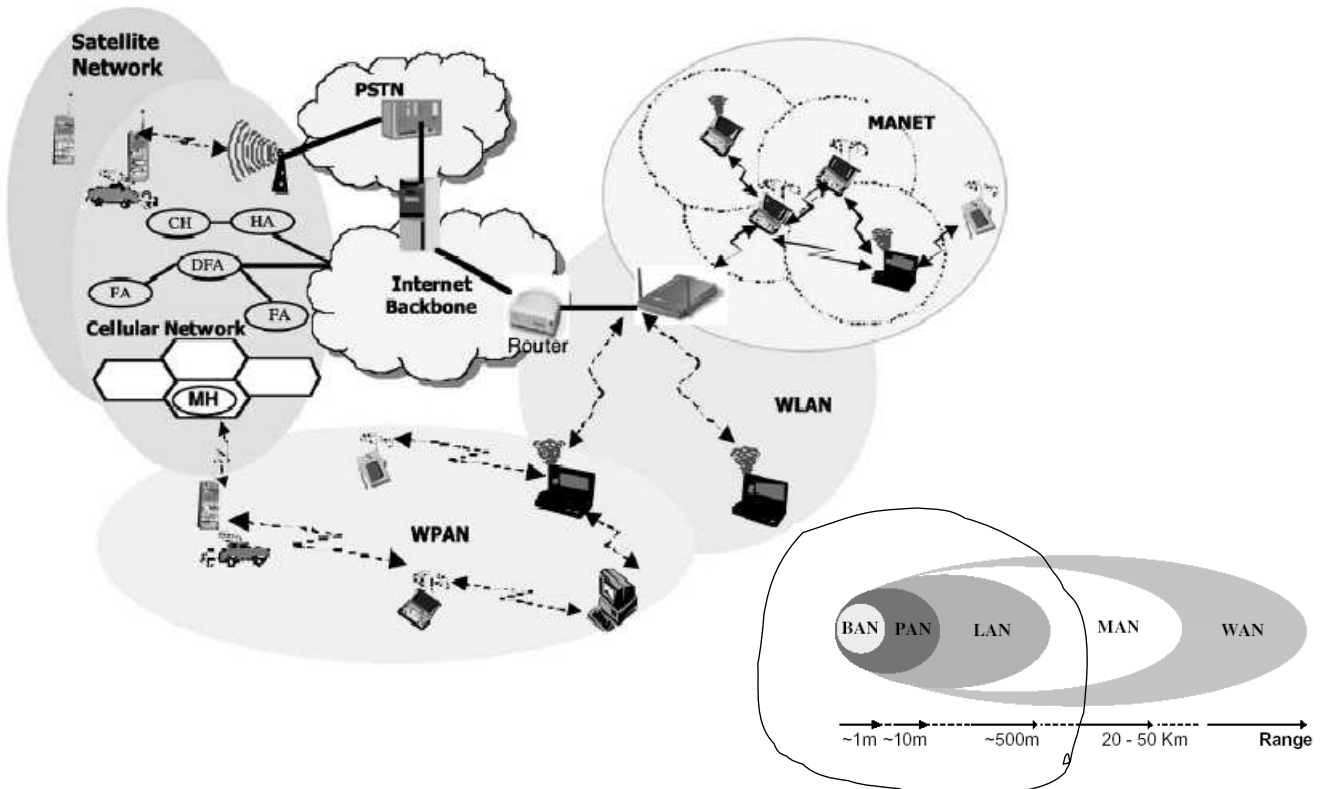 Satellite
Network
PSTN
MANET
CH
HA
DFA
FA
FA
Internet
Backbone
Cellular Network
Router
MH
WLAN
WPAN
BAN
PAN
LAN
MAN
WAN
~1m ~10m ~500m 20 - 50 Km Range